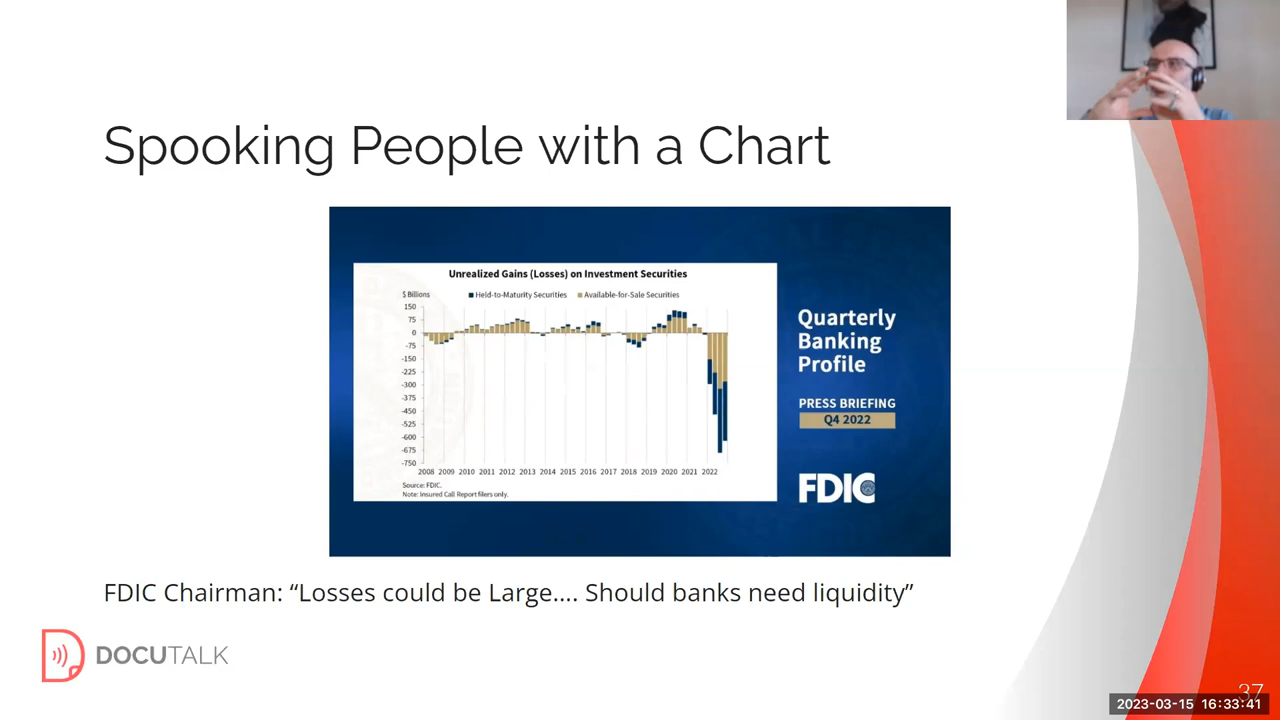 Spooking People with a Chart
Unrealized Gains (Losses) on Investment Securities
$ Billions
Held-to-Maturity Securities
Available-for-Sale Securities
150
75
0
-75
-150
-225
-300
-375
-450
-525
-600
-675
-750
2008 2009 2010 2011 2012 2013 2014 2015 2016 2017 2018 2019 2020 2021 2022
Source: FDIC.
Note: Insured Call Report filers only.
Quarterly
Banking
Profile
PRESS BRIEFING
Q4 2022
FDIC
FDIC Chairman: “Losses could be Large…. Should banks need liquidity”
DOCUTALK
37
2023-03-15 16:33:41